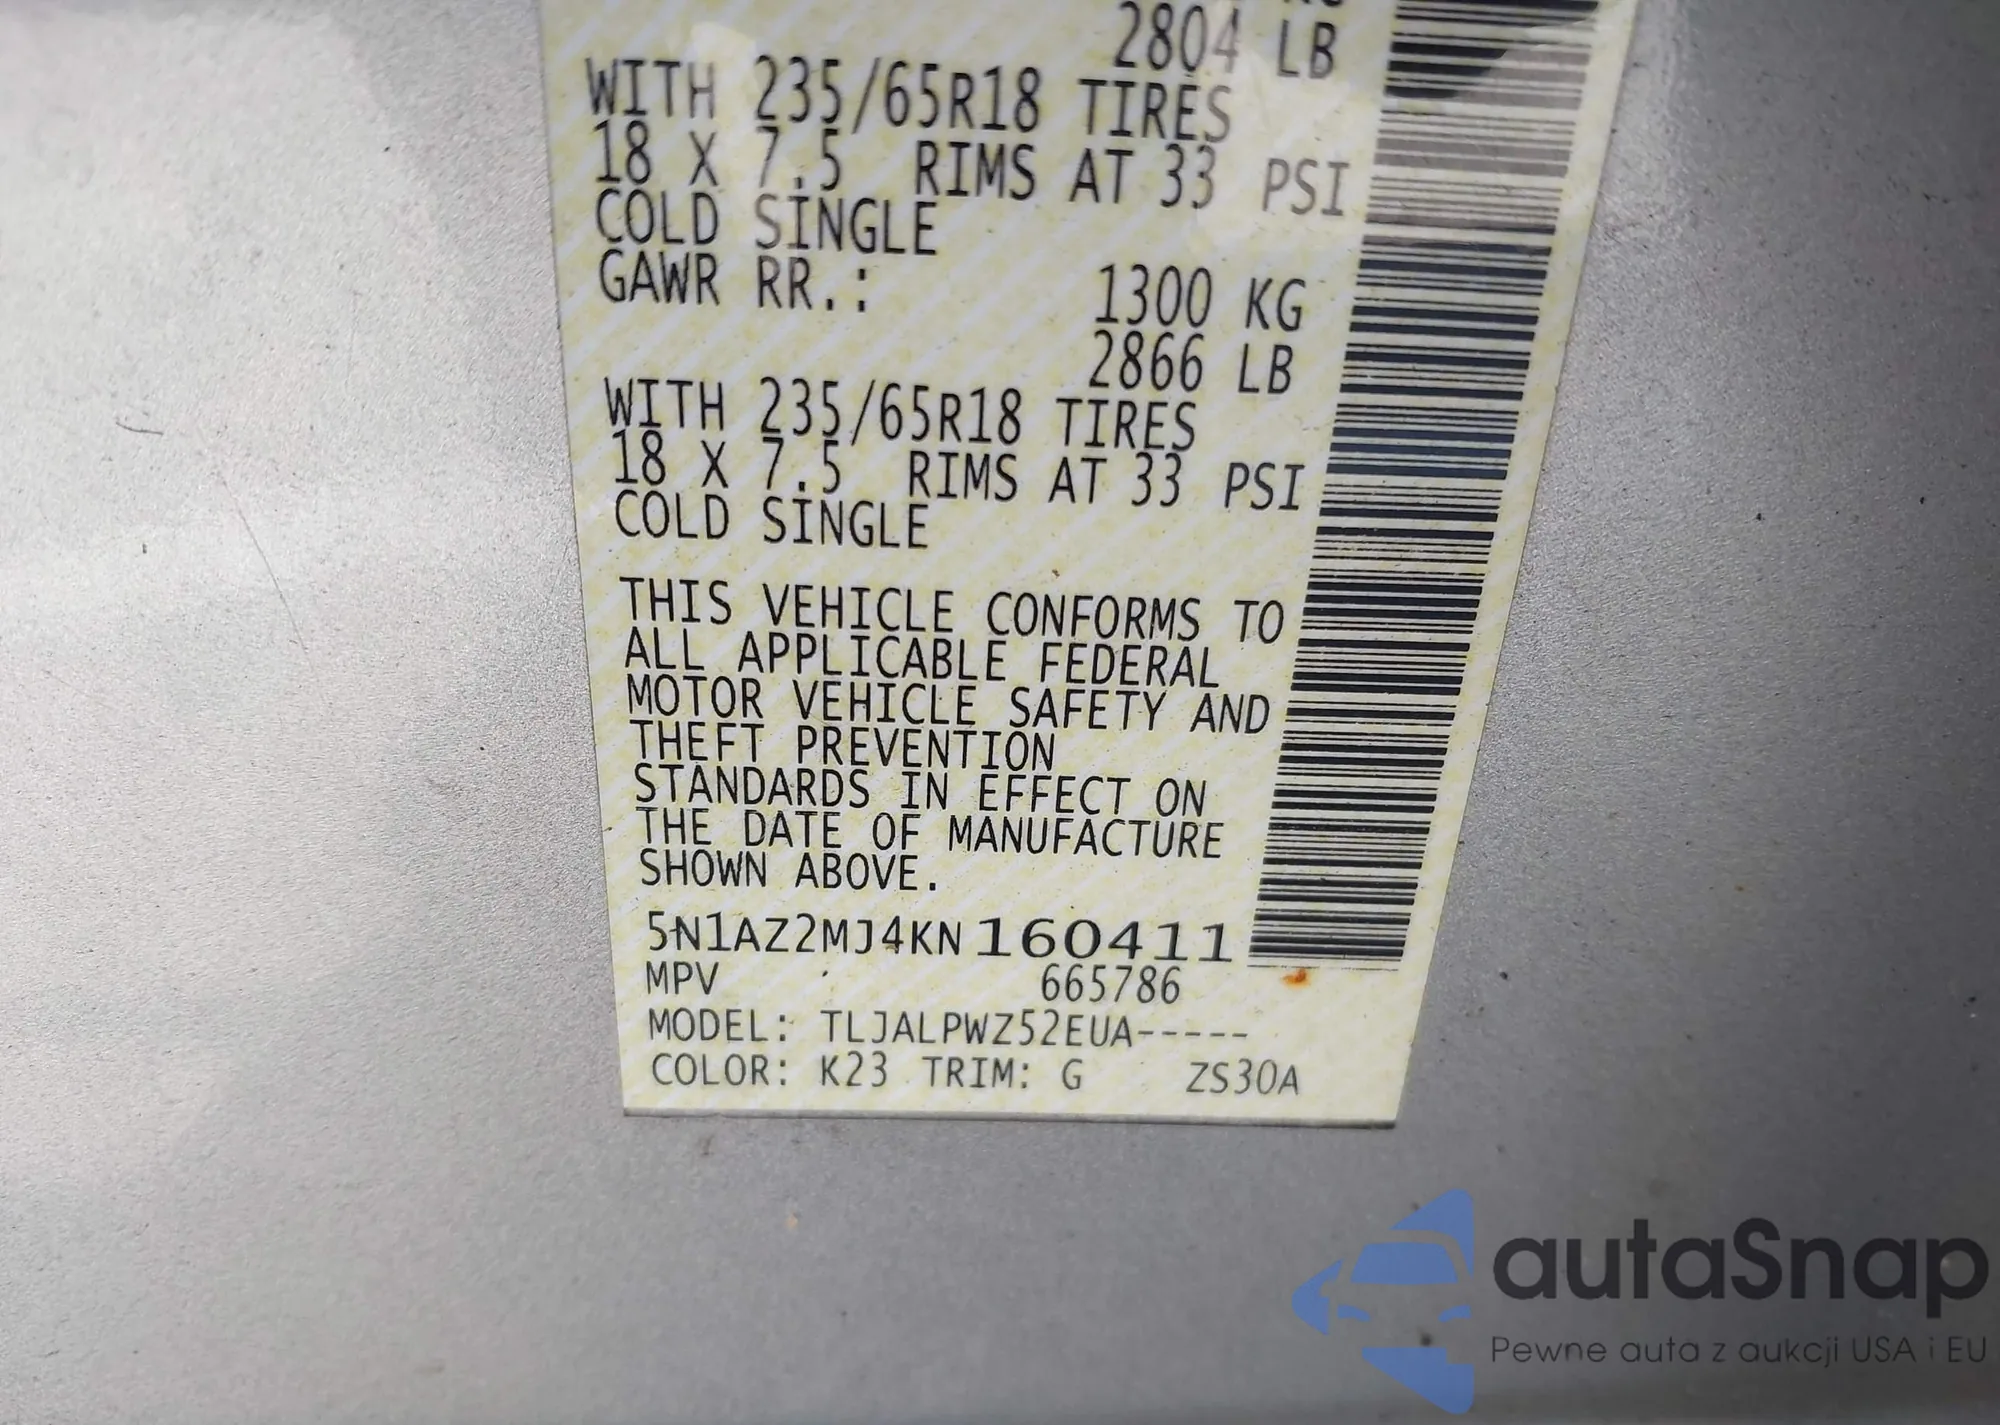 2804 LB
WITH 235/65R18 TIRES
18 X 7.5 RIMS AT 33 PSI
COLD SINGLE
GAWR RR.: 1300 KG
2866 LB
WITH 235/65R18 TIRES
18 X 7.5 RIMS AT 33 PSI
COLD SINGLE
THIS VEHICLE CONFORMS TO
ALL APPLICABLE FEDERAL
MOTOR VEHICLE SAFETY AND
THEFT PREVENTION
STANDARDS IN EFFECT ON
THE DATE OF MANUFACTURE
SHOWN ABOVE.
5N1AZ2MJ4KN160411
MPV 665786
MODEL: TLJALPWZ52EUA-----
COLOR: K23 TRIM: G ZS30A
autaSnap
Pewne auta z aukcji USA i EU